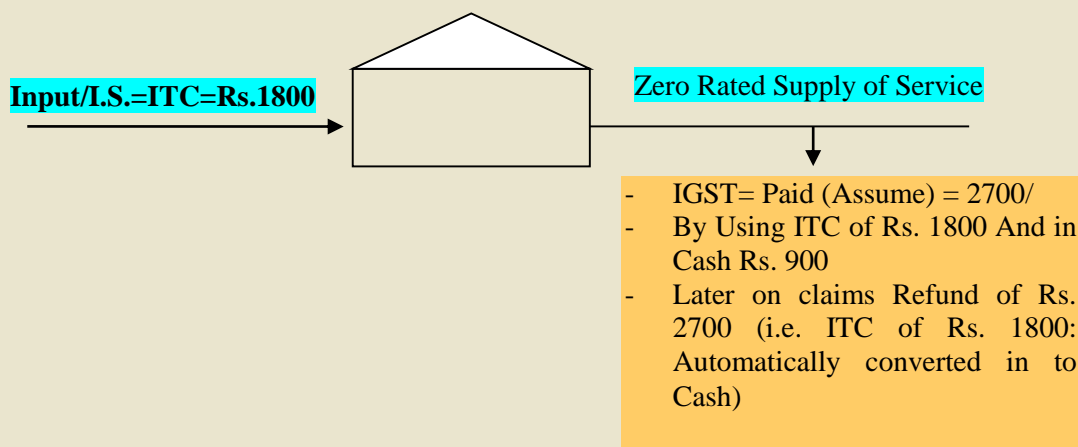 Input/I.S.=ITC=Rs.1800
Zero Rated Supply of Service
- IGST= Paid (Assume) = 2700/
- By Using ITC of Rs. 1800 And in
Cash Rs. 900
- Later on claims Refund of Rs.
2700 (i.e. ITC of Rs. 1800:
Automatically converted in to
Cash)